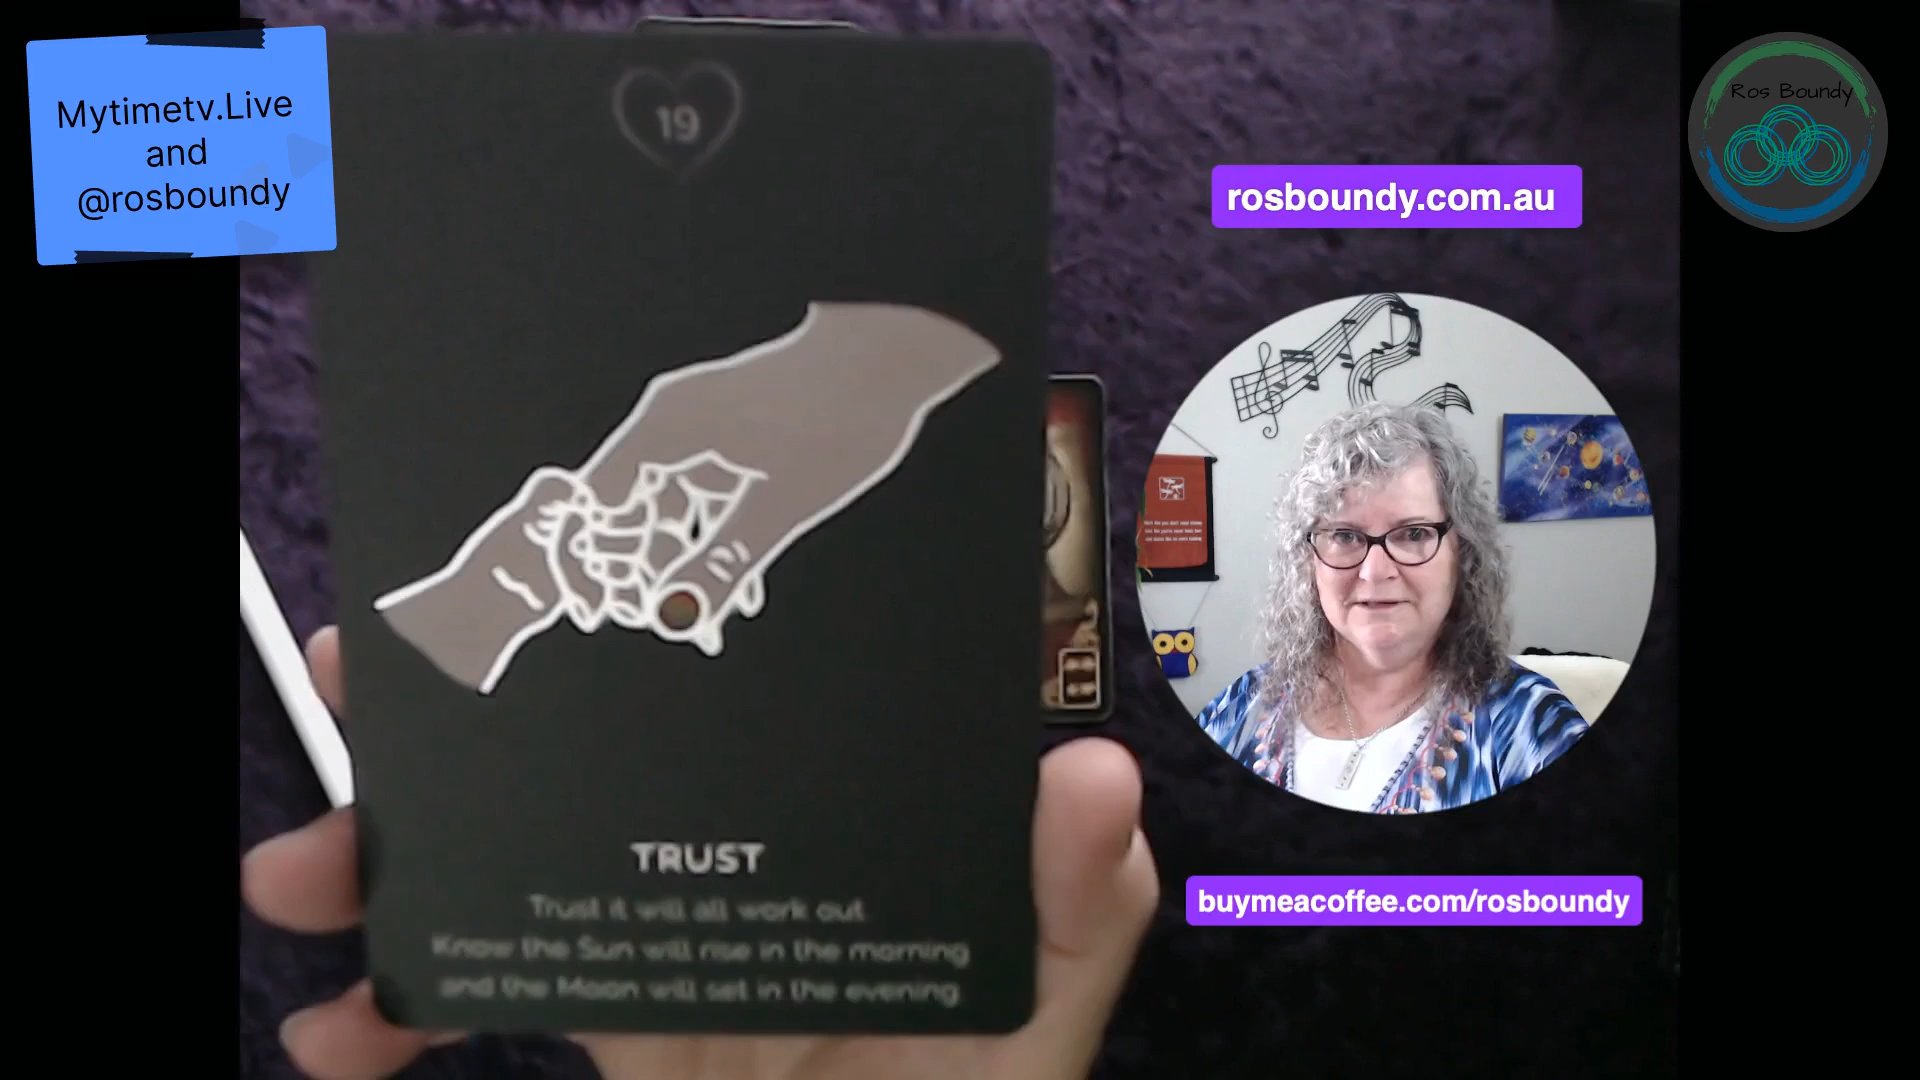 Mytimetv.Live
and
@rosboundy
19
TRUST
Trust it will all work out
Know the Sun will rise in the morning
and the Moon will set in the evening
rosboundy.com.au
Ros Boundy
buymeacoffee.com/rosboundy